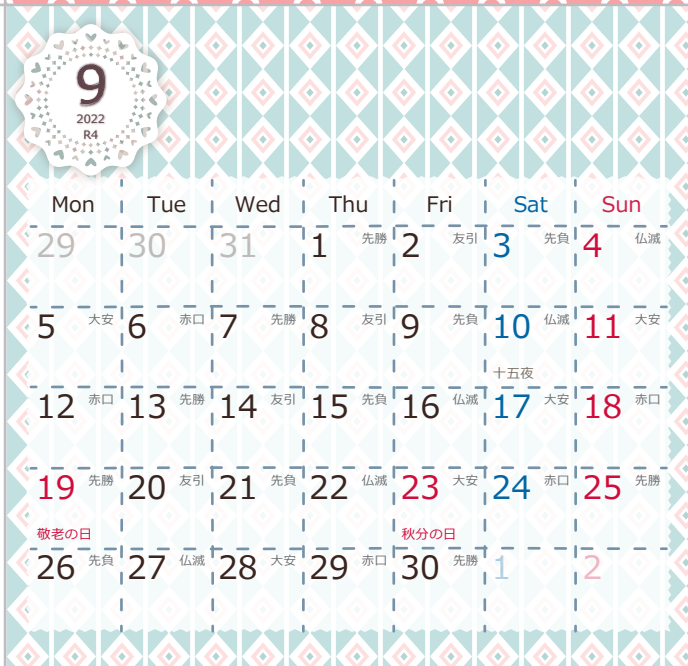 9
2022
R4
Mon Tue Wed Thu Fri Sat Sun
29 30 31 1 先勝 2 友引 3 先負 4 仏滅
5 大安 6 赤口 7 先勝 8 友引 9 先負 10 仏滅 11 大安
十五夜
12 赤口 13 先勝 14 友引 15 先負 16 仏滅 17 大安 18 赤口
19 先勝 20 友引 21 先負 22 仏滅 23 大安 24 赤口 25 先勝
敬老の日 秋分の日
26 先負 27 仏滅 28 大安 29 赤口 30 先勝 1 2